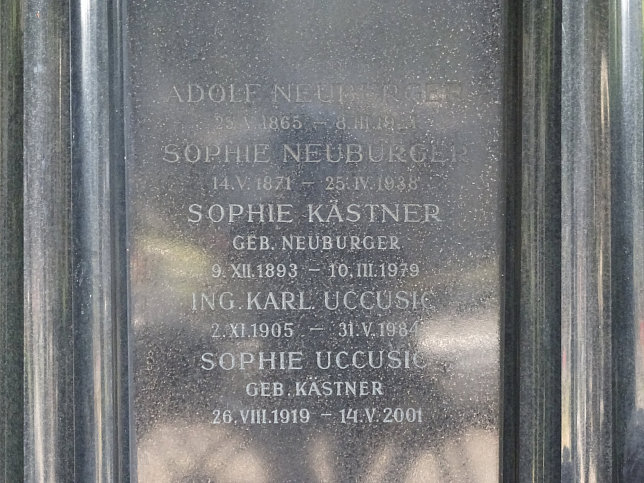 ADOLF NEUBURGER
25.V.1865 – 8.III.
SOPHIE NEUBURGER
14.V.1871 – 25.IV.1938
SOPHIE KÄSTNER
GEB. NEUBURGER
9.XII.1893 – 10.III.1979
ING. KARL UCCUSIC
2.XI.1905 – 31.V.1984
SOPHIE UCCUSIC
GEB. KÄSTNER
26.VIII.1919 – 14.V.2001